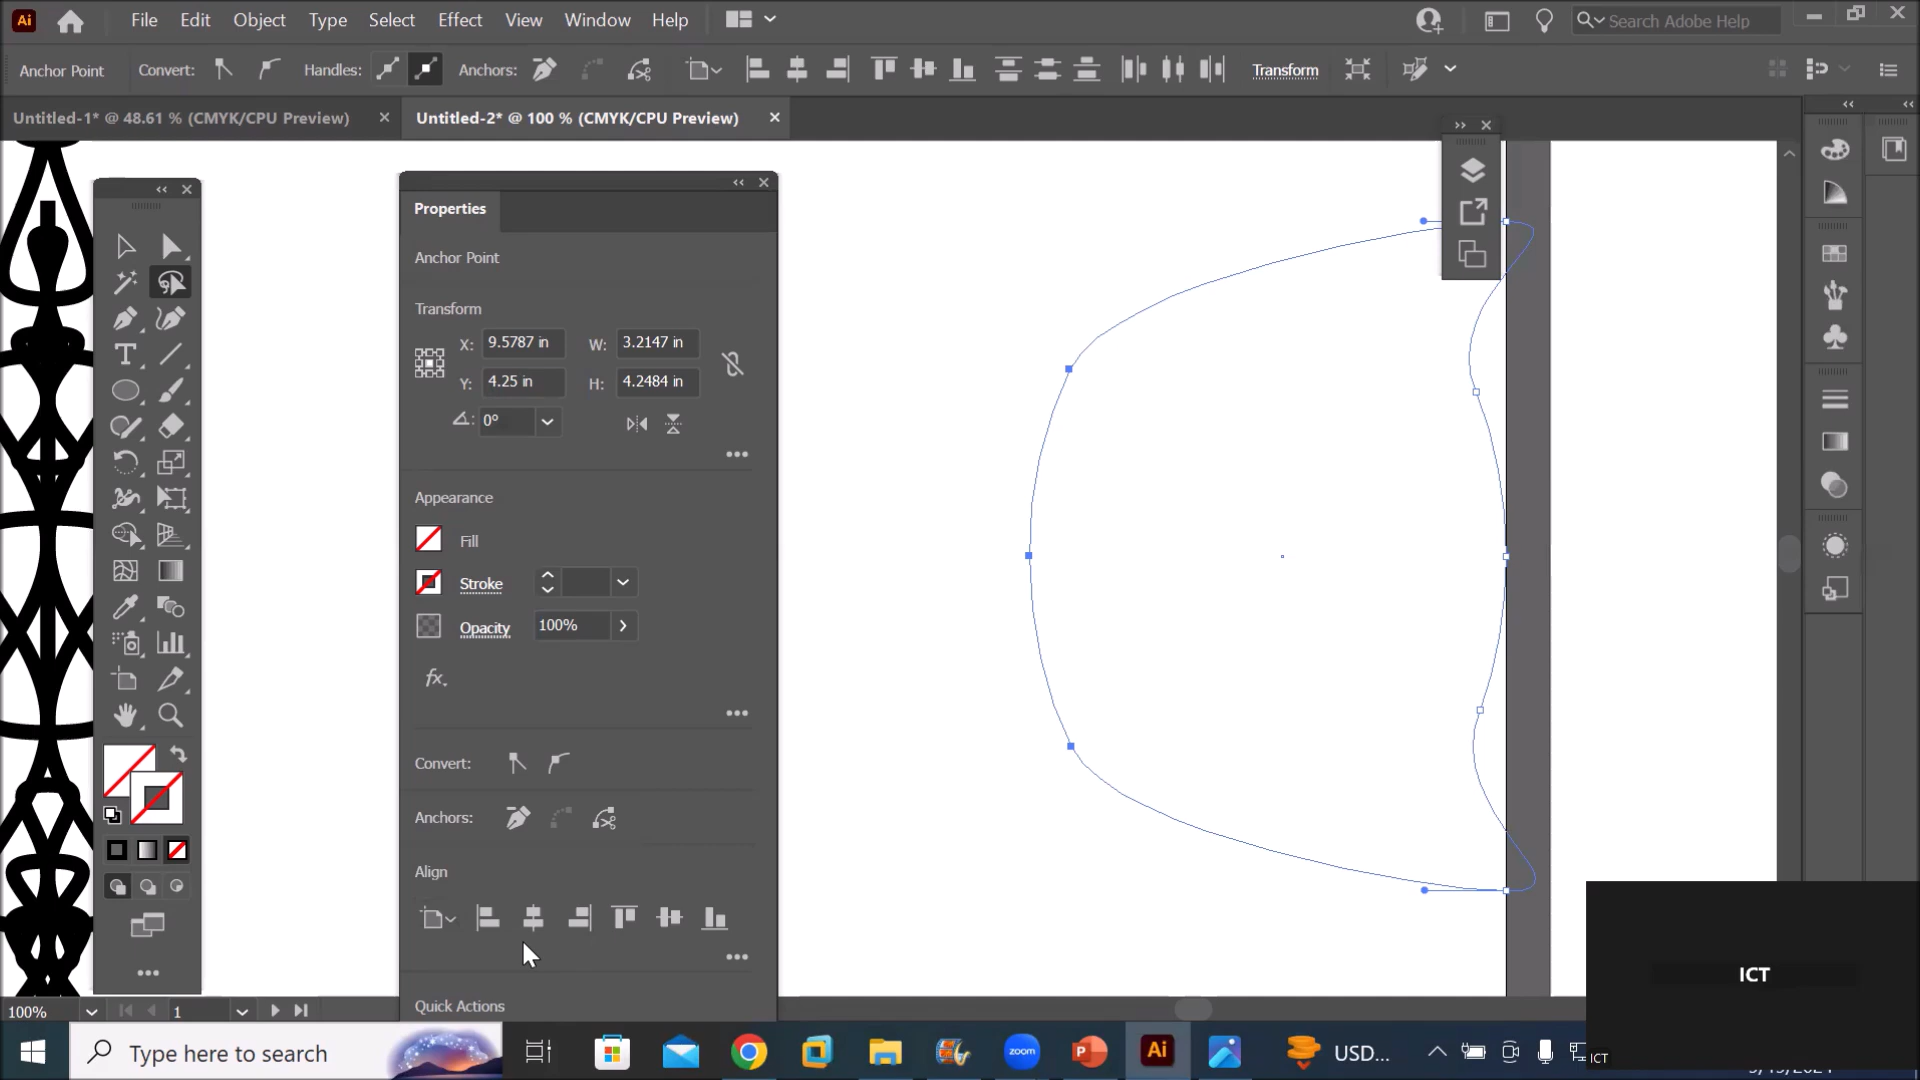 Ai File Edit Object Type Select Effect View Window Help Search Adobe Help
Anchor Point Convert: Handles: Anchors: Transform
Untitled-1* @ 48.61 % (CMYK/CPU Preview) Untitled-2* @ 100 % (CMYK/CPU Preview)
Properties
Anchor Point
Transform
X: 9.5787 in W: 3.2147 in
Y: 4.25 in H: 4.2484 in
0°
Appearance
Fill
Stroke
Opacity 100%
fx.
Convert:
Anchors:
Align
Quick Actions
100% 1
ICT
Type here to search zoom P Ai USD... ICT